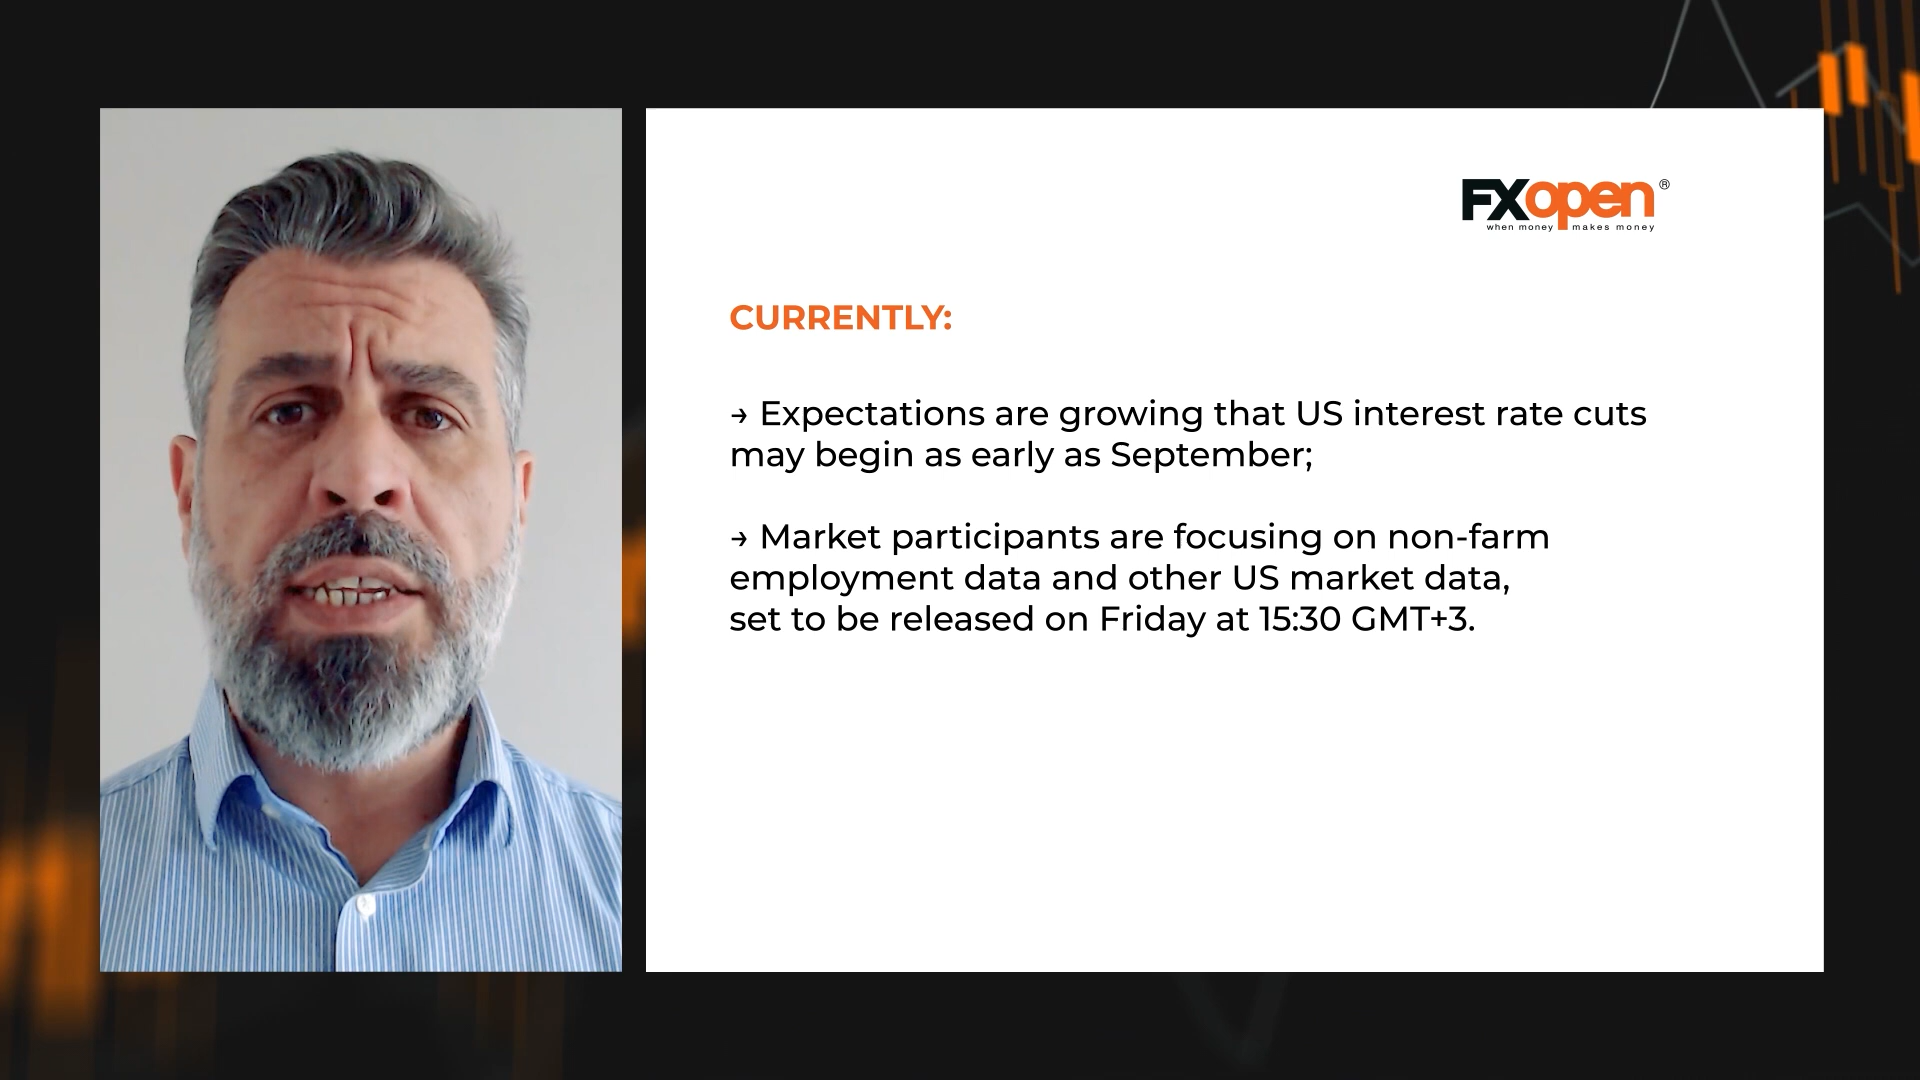 FXopen®
when money makes money
CURRENTLY:
→ Expectations are growing that US interest rate cuts
may begin as early as September;
→ Market participants are focusing on non-farm
employment data and other US market data,
set to be released on Friday at 15:30 GMT+3.